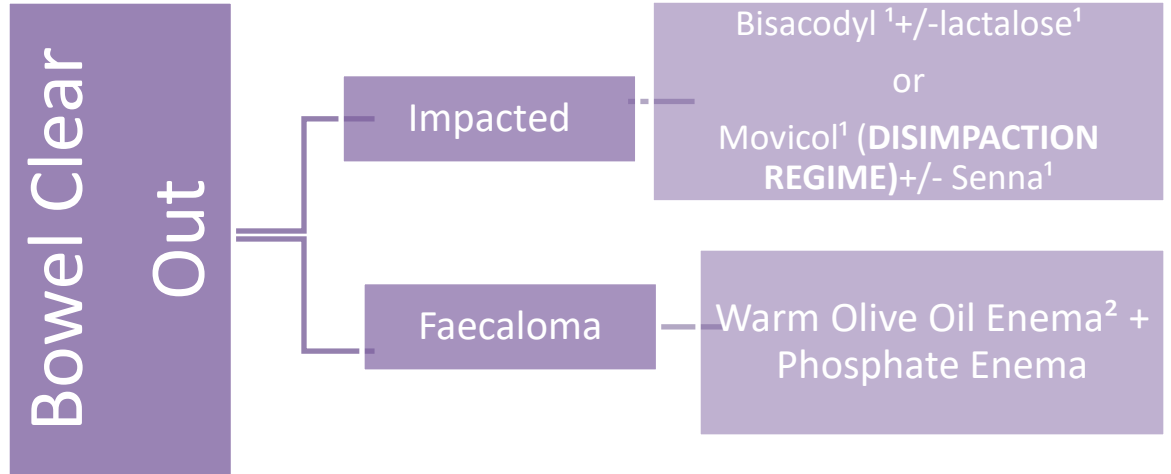 Bowel Clear
Out
Impacted
Bisacodyl ¹+/-lactalose¹
or
Movicol¹ (DISIMPACTION
REGIME)+/- Senna¹
Faecaloma
Warm Olive Oil Enema² +
Phosphate Enema